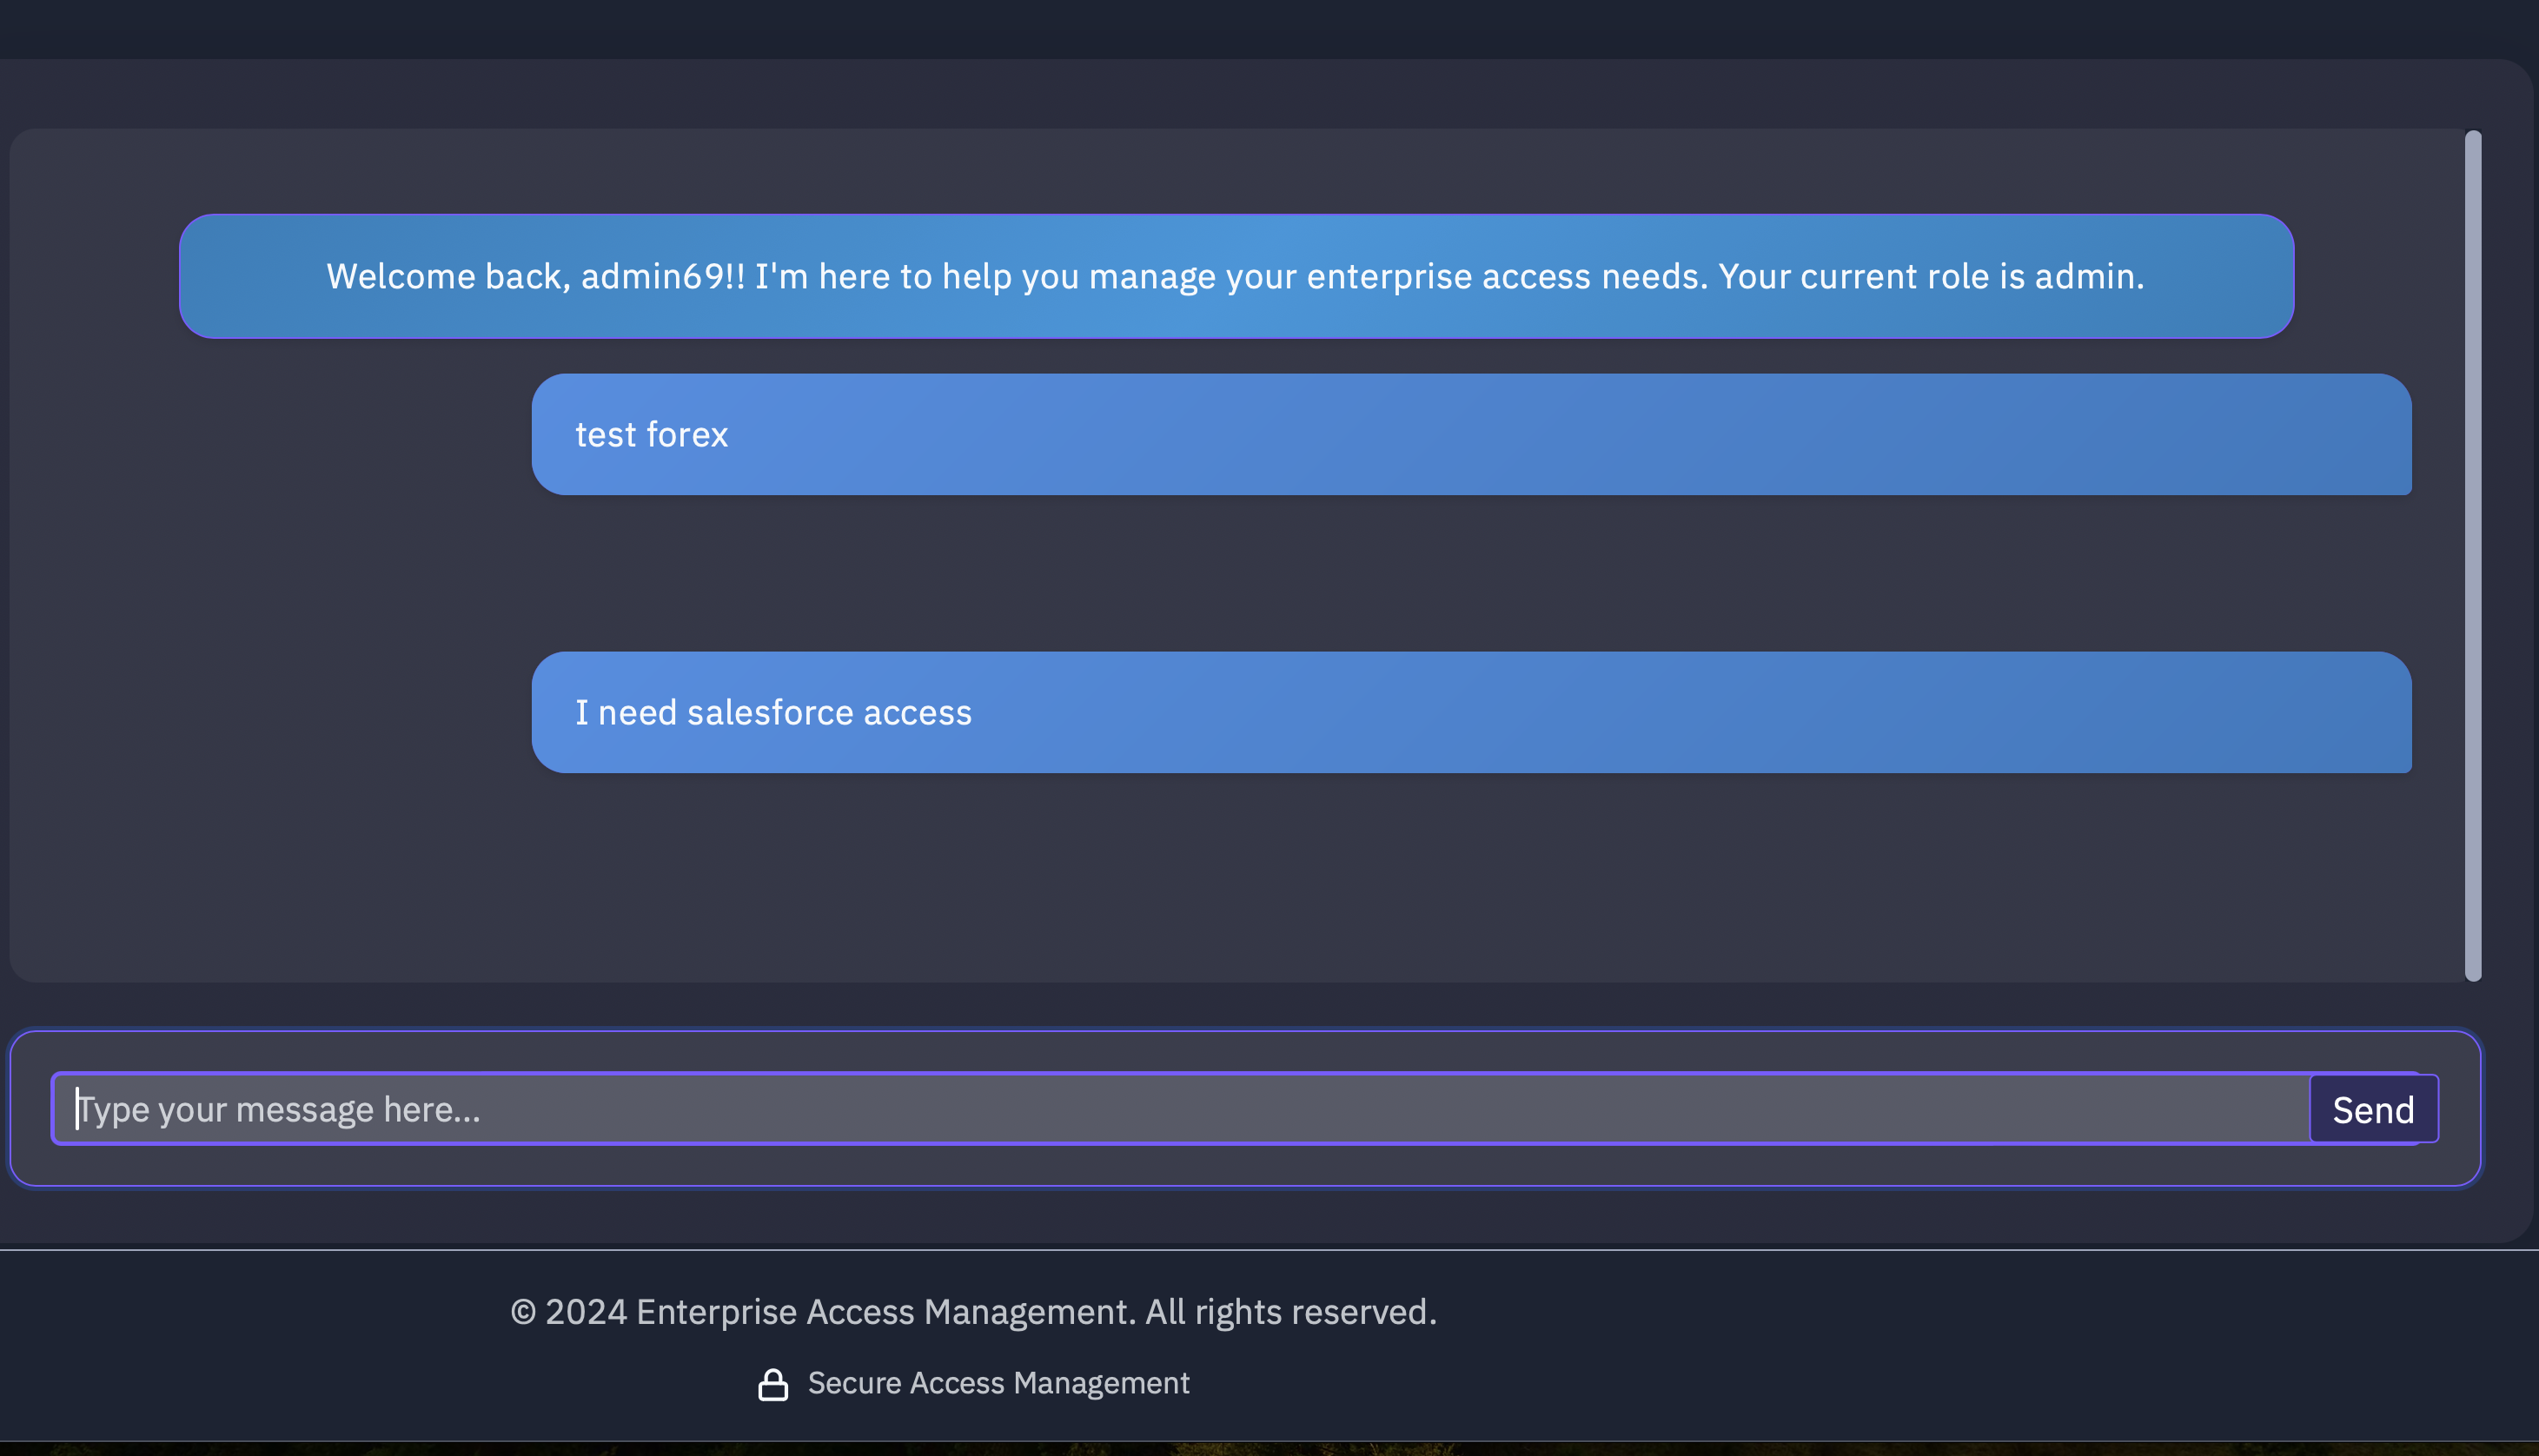 Welcome back, admin69!! I'm here to help you manage your enterprise access needs. Your current role is admin.
test forex
I need salesforce access
Type your message here...
Send
© 2024 Enterprise Access Management. All rights reserved.
Secure Access Management